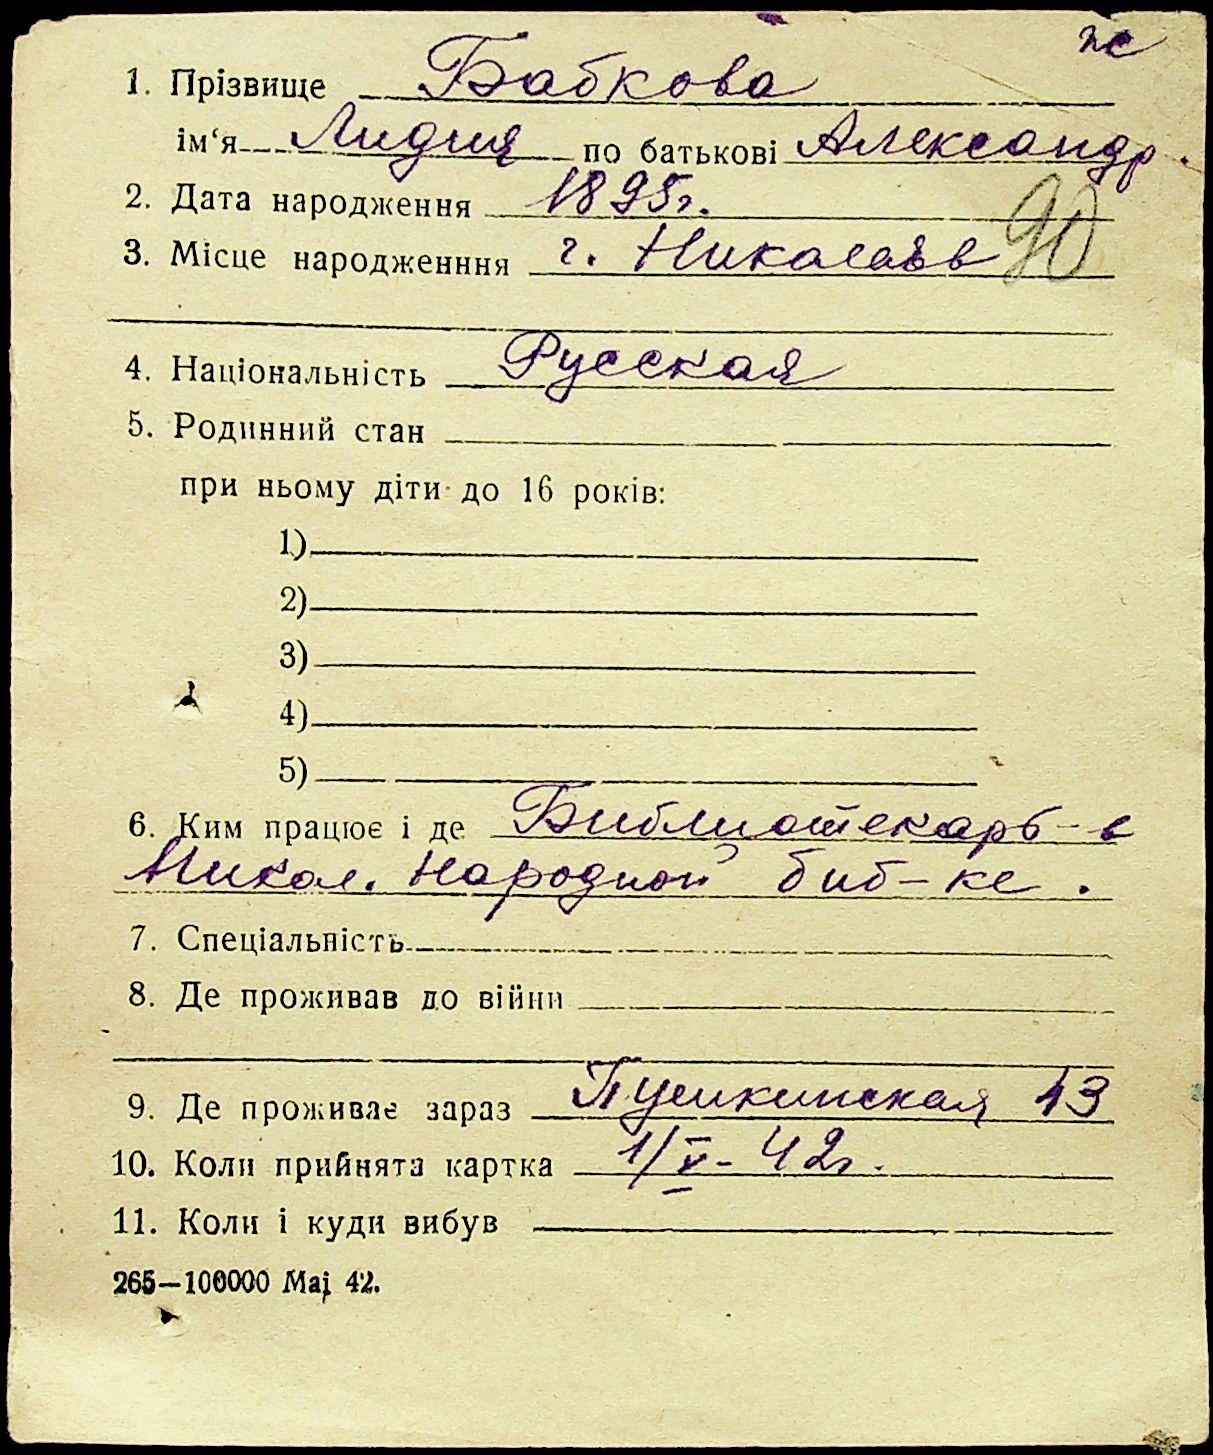 пс
1. Прізвище Бабкова
ім‘я Лидия по батькові Александр.
2. Дата народження 1895г.
90
3. Місце народженння г. Николаев
4. Національність Русская
5. Родинний стан
при ньому діти до 16 років:
1)
2)
3)
4)
5)
6. Ким працює і де Библиотекарь в
Никол. Народной биб-ке.
7. Спеціальність
8. Де проживав до війни
9. Де проживає зараз Пушкинская 43
10. Коли прийнята картка 1/V-42г.
11. Коли і куди вибув
265—100000 Maj 42.